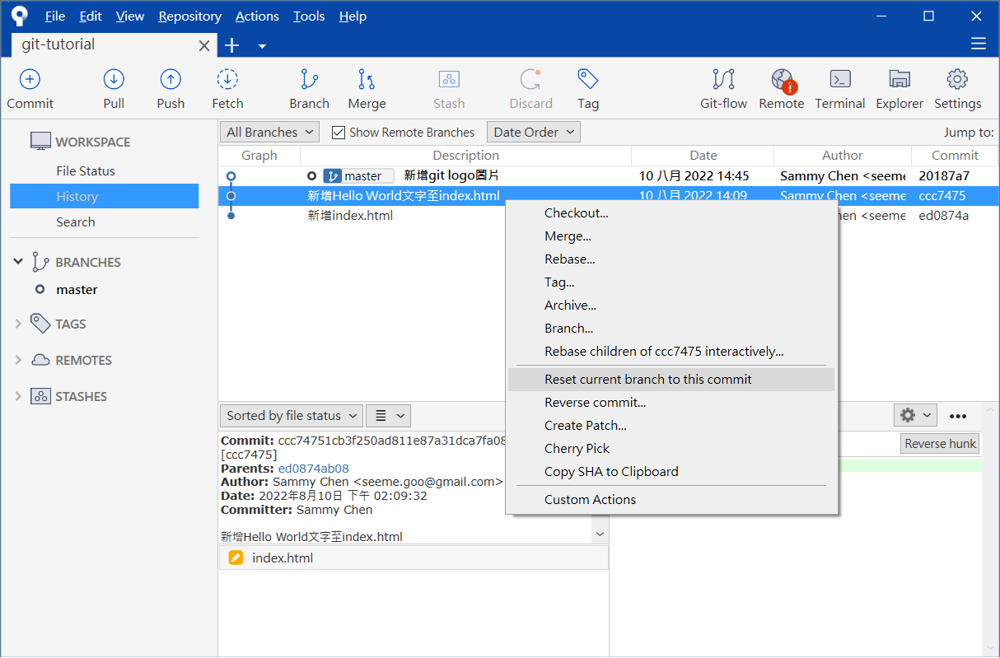 File Edit View Repository Actions Tools Help
git-tutorial
Commit Pull Push Fetch Branch Merge Stash Discard Tag Git-flow Remote Terminal Explorer Settings
WORKSPACE
File Status
History
Search
BRANCHES
master
TAGS
REMOTES
STASHES
All Branches Show Remote Branches Date Order Jump to:
Graph Description Date Author Commit
master 新增git logo圖片 10 八月 2022 14:45 Sammy Chen <seeme 20187a7
新增Hello World文字至index.html 10 八月 2022 14:09 Sammy Chen <seeme ccc7475
新增index.html hen <seeme ed0874a
Checkout...
Merge...
Rebase...
Tag...
Archive...
Branch...
Rebase children of ccc7475 interactively...
Reset current branch to this commit
Reverse commit...
Create Patch...
Cherry Pick
Copy SHA to Clipboard
Custom Actions
Sorted by file status
Commit: ccc74751cb3f250ad811e87a31dca7fa08
[ccc7475]
Parents: ed0874ab08
Author: Sammy Chen <seeme.goo@gmail.com>
Date: 2022年8月10日 下午 02:09:32
Committer: Sammy Chen
新增Hello World文字至index.html
index.html
Reverse hunk